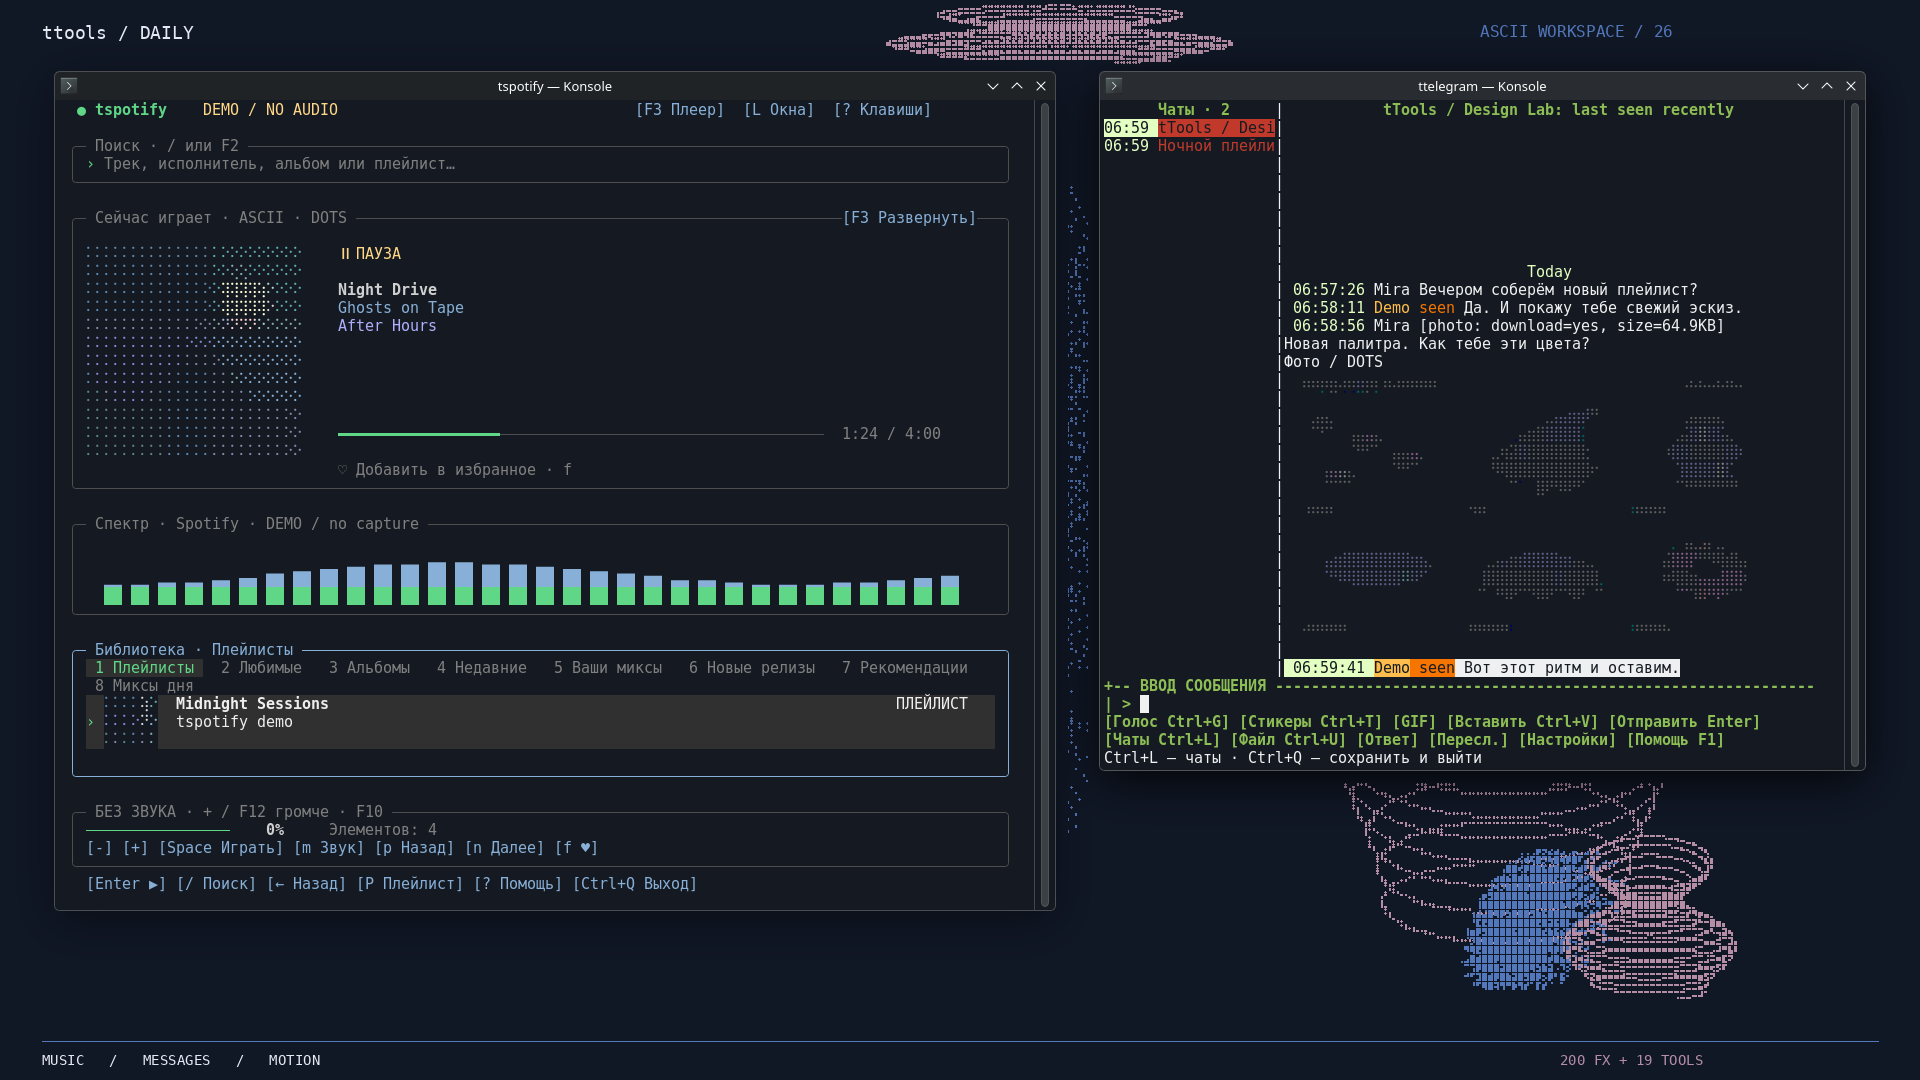 ttools / DAILY
ASCII WORKSPACE / 26
tspotify — Konsole
● tspotify    DEMO / NO AUDIO    [F3 Плеер]  [L Окна]  [? Клавиши]
Поиск · / или F2
› Трек, исполнитель, альбом или плейлист…
Сейчас играет · ASCII · DOTS    [F3 Развернуть]
⏸ ПАУЗА
Night Drive
Ghosts on Tape
After Hours
1:24 / 4:00
♡ Добавить в избранное · f
Спектр · Spotify · DEMO / no capture
Библиотека · Плейлисты
1 Плейлисты   2 Любимые   3 Альбомы   4 Недавние   5 Ваши миксы   6 Новые релизы   7 Рекомендации
8 Миксы дня
Midnight Sessions    ПЛЕЙЛИСТ
› tspotify demo
БЕЗ ЗВУКА · + / F12 громче · F10
0%     Элементов: 4
[-] [+] [Space Играть] [m Звук] [p Назад] [n Далее] [f ♥]
[Enter ▶] [/ Поиск] [← Назад] [P Плейлист] [? Помощь] [Ctrl+Q Выход]
ttelegram — Konsole
Чаты · 2
06:59 tTools / Desi
06:59 Ночной плейли
tTools / Design Lab: last seen recently
Today
06:57:26 Mira Вечером соберём новый плейлист?
06:58:11 Demo seen Да. И покажу тебе свежий эскиз.
06:58:56 Mira [photo: download=yes, size=64.9KB]
Новая палитра. Как тебе эти цвета?
Фото / DOTS
06:59:41 Demo seen Вот этот ритм и оставим.
+-- ВВОД СООБЩЕНИЯ ------------------------------------------------------------
| >
[Голос Ctrl+G] [Стикеры Ctrl+T] [GIF] [Вставить Ctrl+V] [Отправить Enter]
[Чаты Ctrl+L] [Файл Ctrl+U] [Ответ] [Пересл.] [Настройки] [Помощь F1]
Ctrl+L — чаты · Ctrl+Q — сохранить и выйти
MUSIC   /   MESSAGES   /   MOTION
200 FX + 19 TOOLS